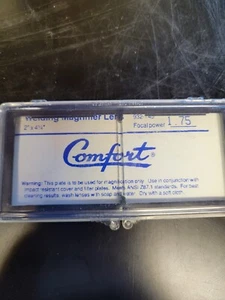 Welding Magnifier Lens
Focal power 1.75
2" x 4¼"
Comfort®
Warning: This plate is to be used for magnification only. Use in conjunction with
impact resistant cover and filter plates. Meets ANSI Z87.1 standards. For best
cleaning results, wash lenses with soap and water. Dry with a soft cloth.